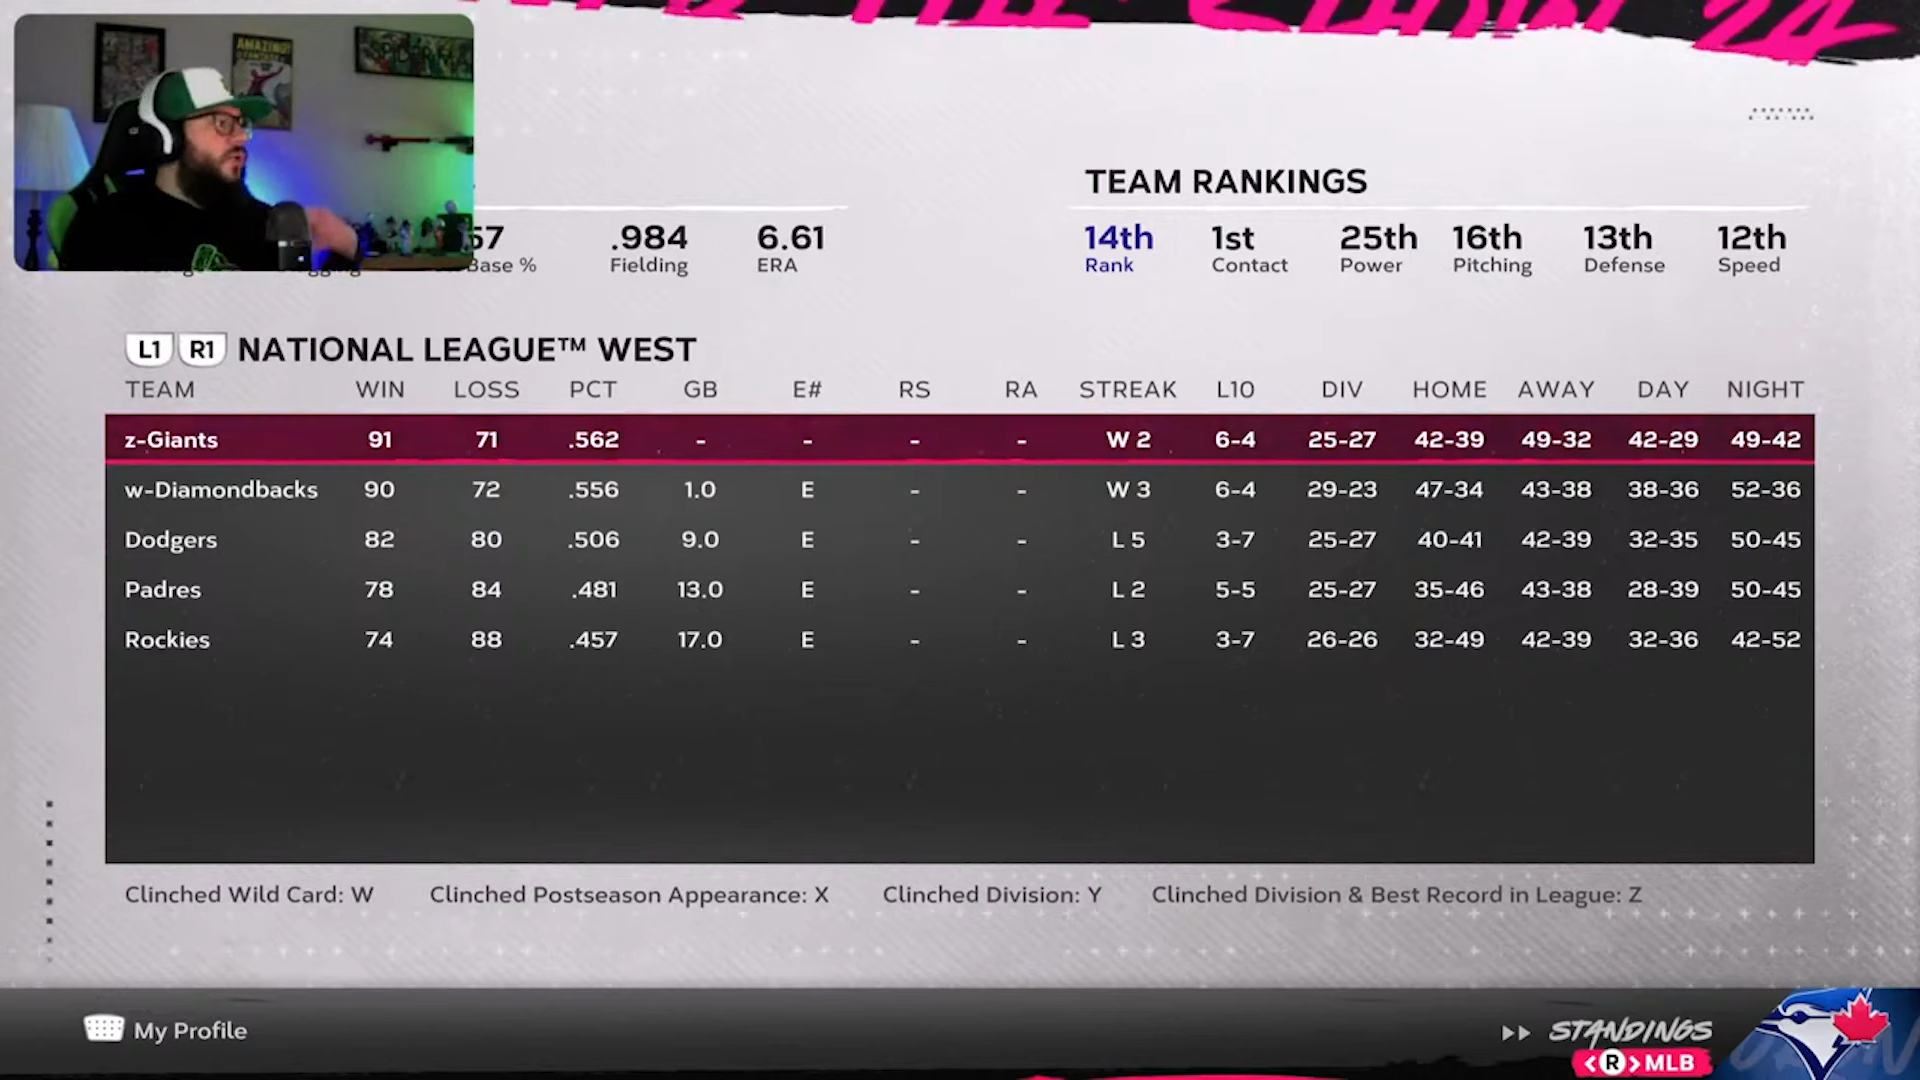 THE SHOW 24
AMAZING!
57 .984 6.61
Base % Fielding ERA
TEAM RANKINGS
14th 1st 25th 16th 13th 12th
Rank Contact Power Pitching Defense Speed
L1 R1 NATIONAL LEAGUE™ WEST
TEAM WIN LOSS PCT GB E# RS RA STREAK L10 DIV HOME AWAY DAY NIGHT
z-Giants 91 71 .562 - - - - W 2 6-4 25-27 42-39 49-32 42-29 49-42
w-Diamondbacks 90 72 .556 1.0 E - - W 3 6-4 29-23 47-34 43-38 38-36 52-36
Dodgers 82 80 .506 9.0 E - - L 5 3-7 25-27 40-41 42-39 32-35 50-45
Padres 78 84 .481 13.0 E - - L 2 5-5 25-27 35-46 43-38 28-39 50-45
Rockies 74 88 .457 17.0 E - - L 3 3-7 26-26 32-49 42-39 32-36 42-52
Clinched Wild Card: W Clinched Postseason Appearance: X Clinched Division: Y Clinched Division & Best Record in League: Z
My Profile
STANDINGS
<R> MLB